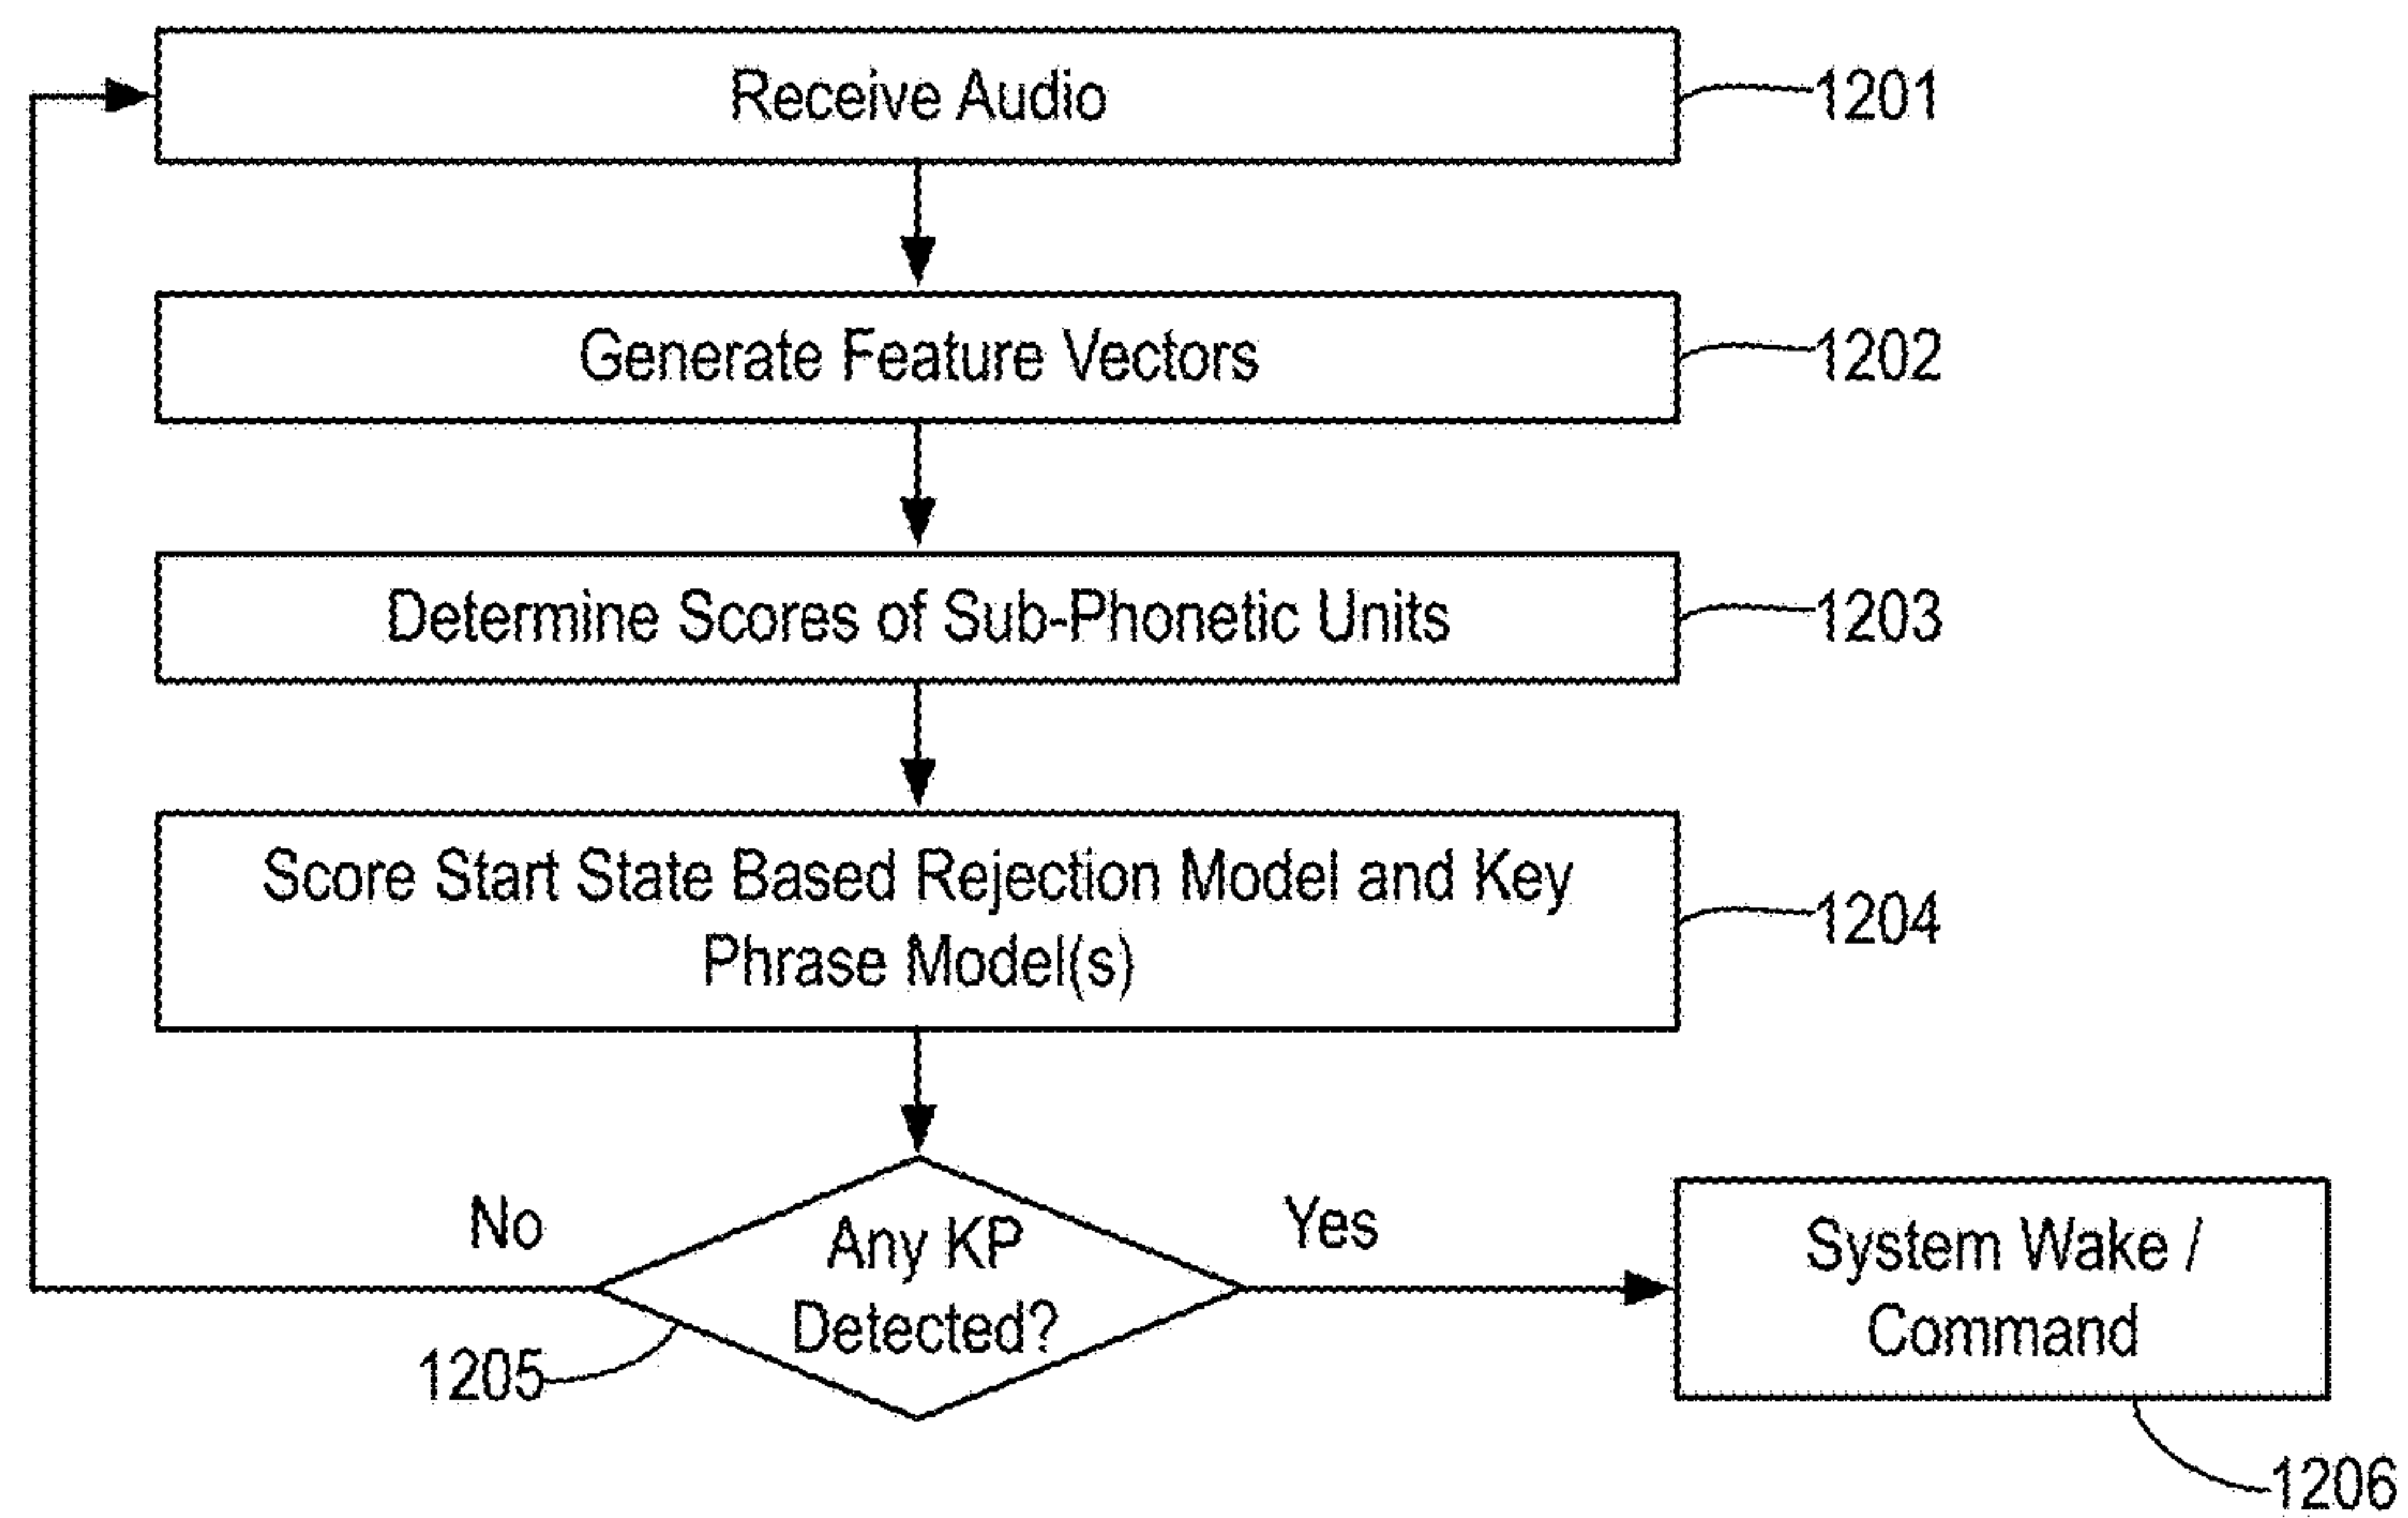 Receive Audio
1201
Generate Feature Vectors
1202
Determine Scores of Sub-Phonetic Units
1203
Score Start State Based Rejection Model and Key
Phrase Model(s)
1204
No
Any KP
Detected?
Yes
1205
System Wake /
Command
1206